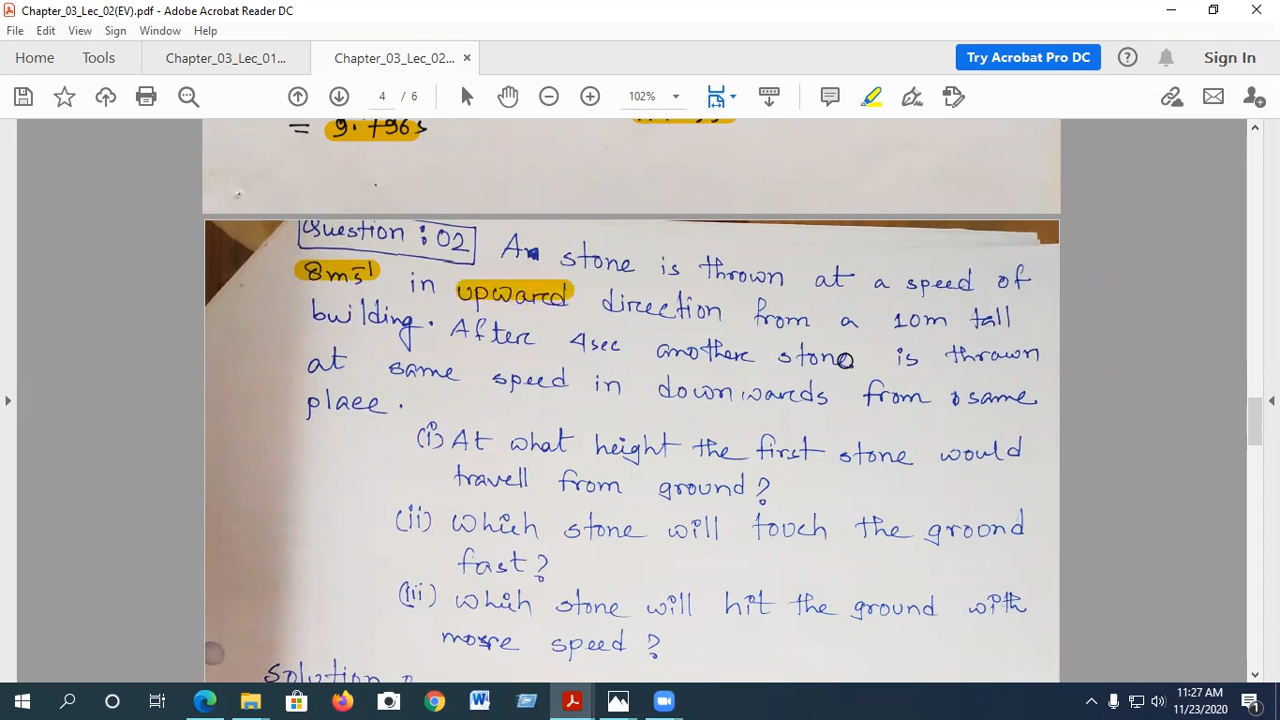 Chapter_03_Lec_02(EV).pdf - Adobe Acrobat Reader DC
File Edit View Sign Window Help
Home Tools Chapter_03_Lec_01... Chapter_03_Lec_02... Try Acrobat Pro DC Sign In
4 / 6 102%
= 9.796s
Question : 02 A stone is thrown at a speed of
8ms⁻¹ in upward direction from a 10m tall
building. After 4sec another stone is thrawn
at same speed in downwards from same
place.
(i) At what height the first stone would
travell from ground?
(ii) Which stone will touch the ground
fast?
(iii) Which stone will hit the ground with
more speed?
Solution :
11:27 AM
11/23/2020
1